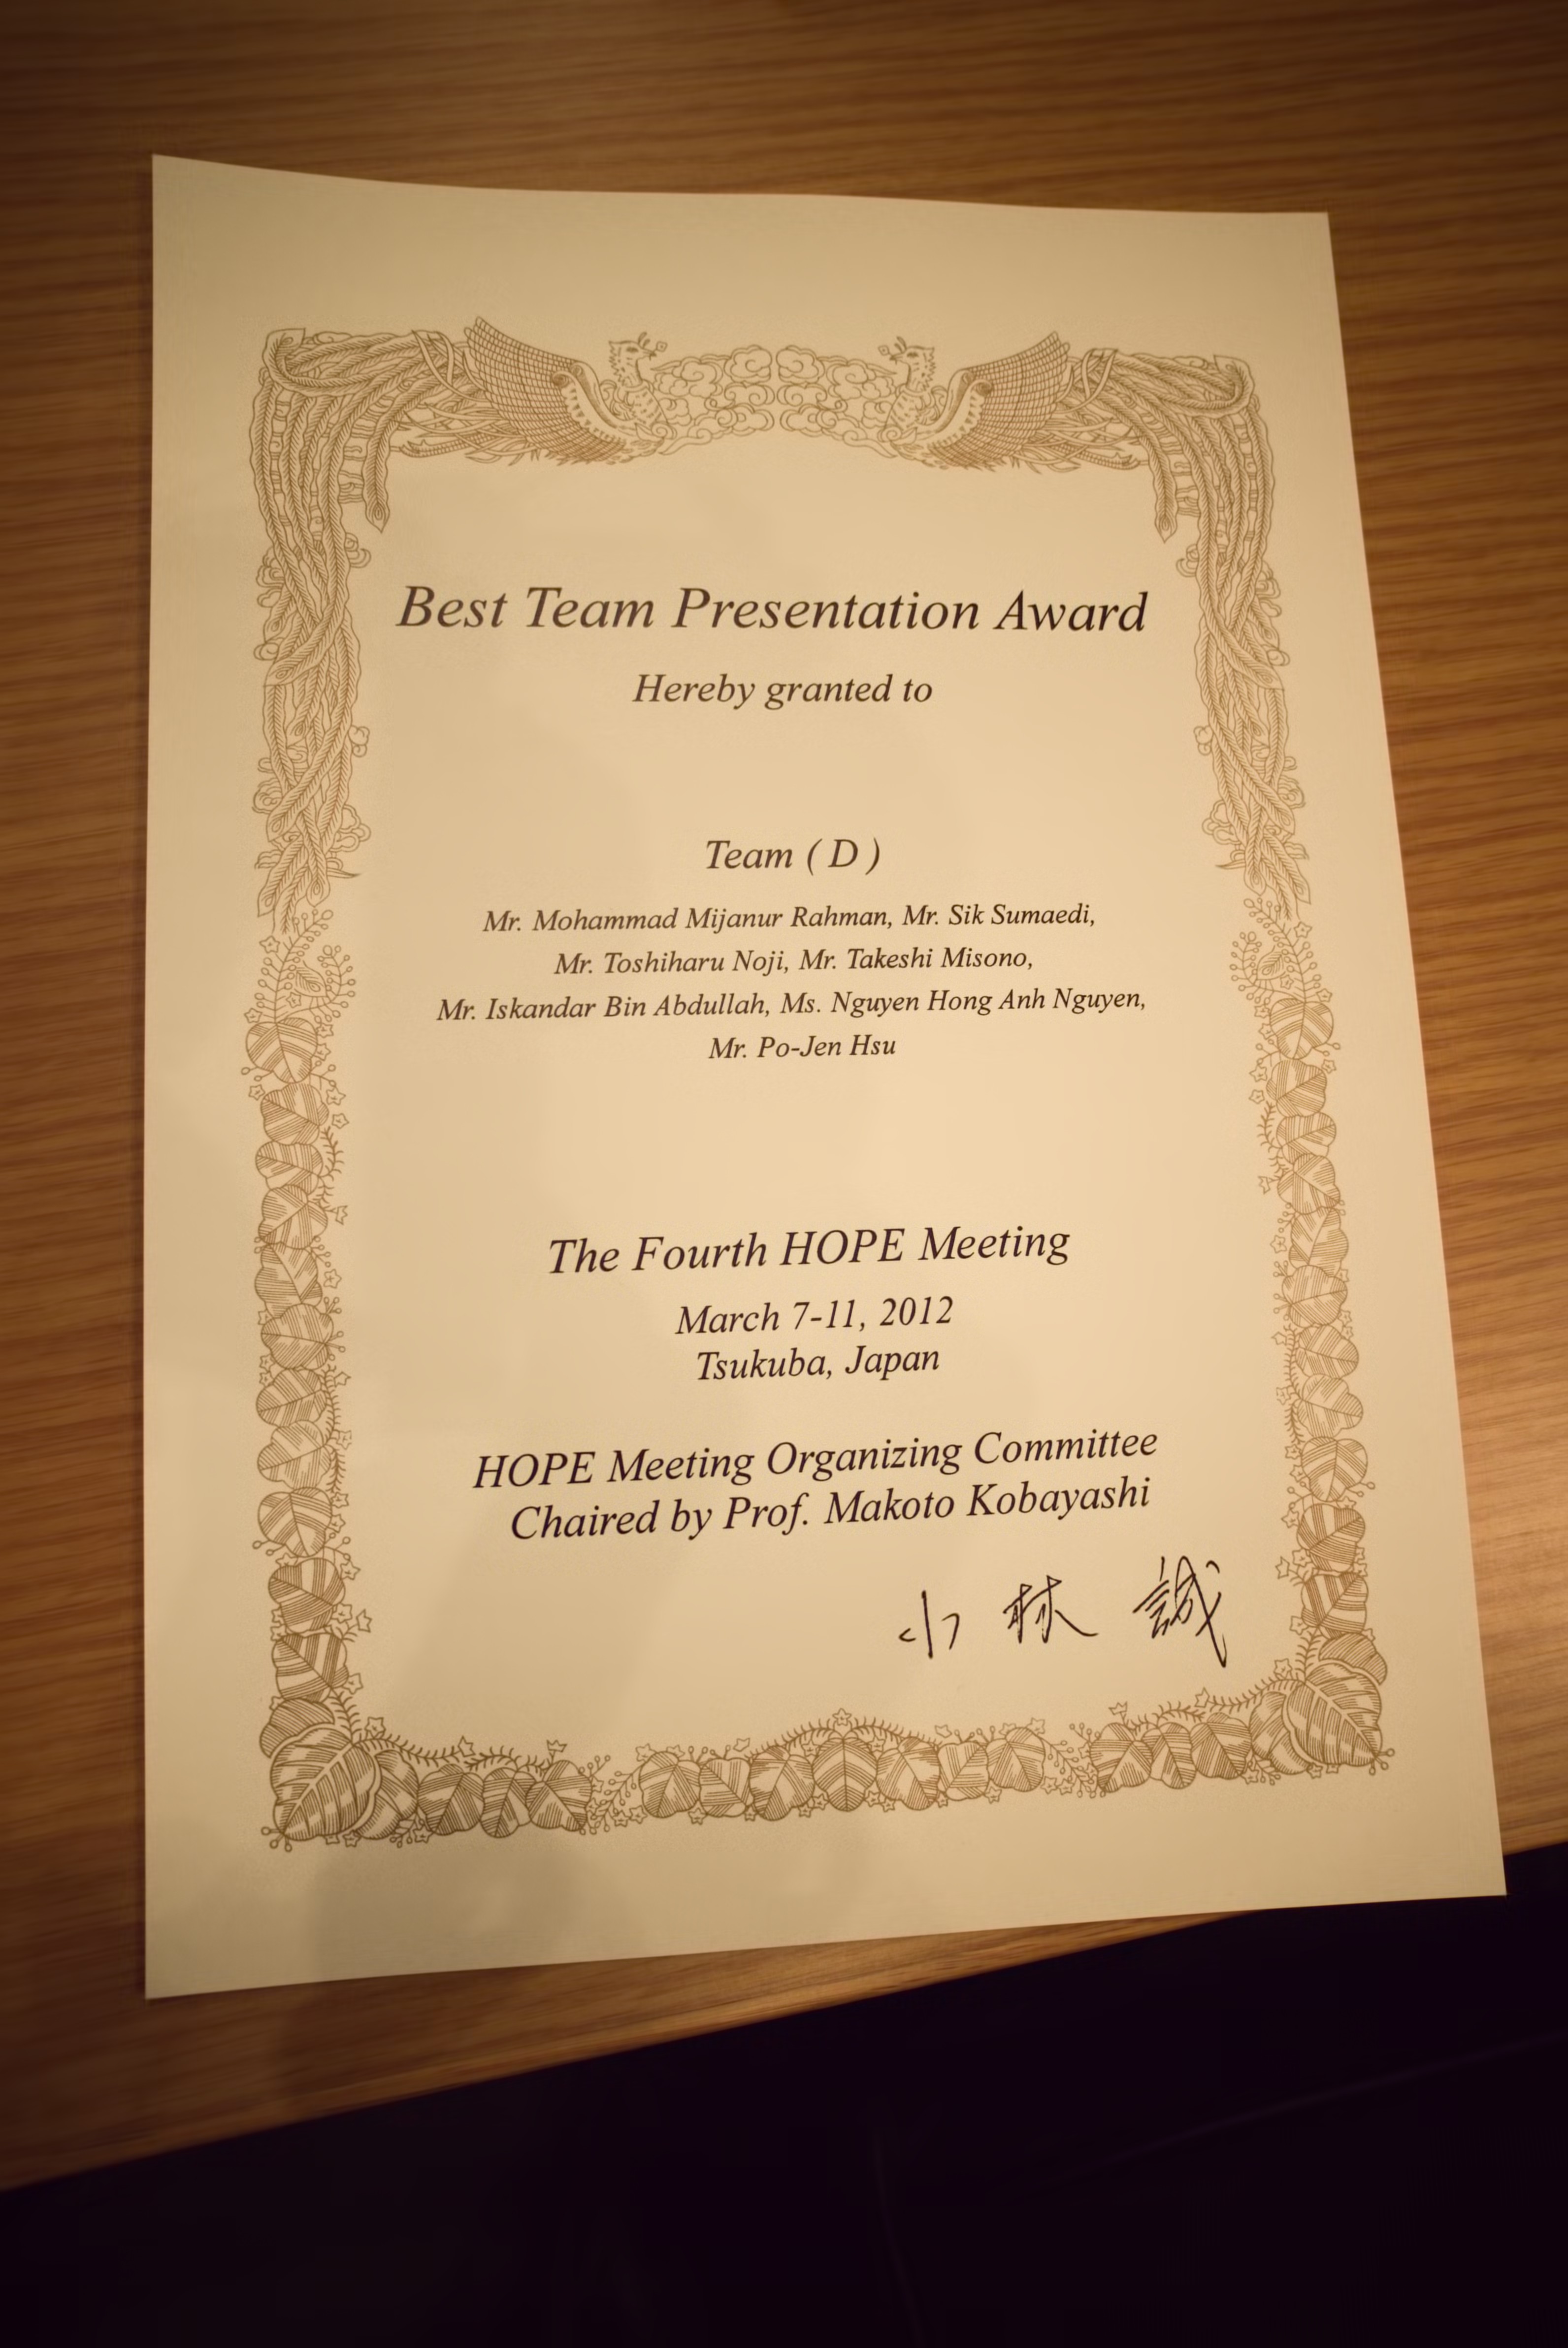 Best Team Presentation Award
Hereby granted to
Team ( D )
Mr. Mohammad Mijanur Rahman, Mr. Sik Sumaedi,
Mr. Toshiharu Noji, Mr. Takeshi Misono,
Mr. Iskandar Bin Abdullah, Ms. Nguyen Hong Anh Nguyen,
Mr. Po-Jen Hsu
The Fourth HOPE Meeting
March 7-11, 2012
Tsukuba, Japan
HOPE Meeting Organizing Committee
Chaired by Prof. Makoto Kobayashi
小林 誠